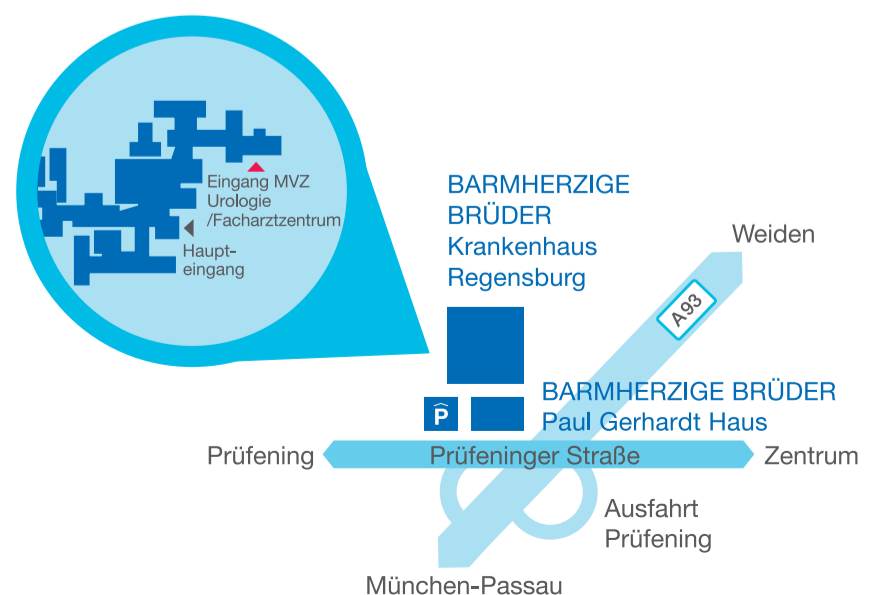 Eingang MVZ
Urologie
/Facharztzentrum
Haupt-
eingang
BARMHERZIGE
BRÜDER
Krankenhaus
Regensburg
Weiden
A 93
BARMHERZIGE BRÜDER
P
Paul Gerhardt Haus
Prüfening
Prüfeninger Straße
Zentrum
Ausfahrt
Prüfening
München-Passau